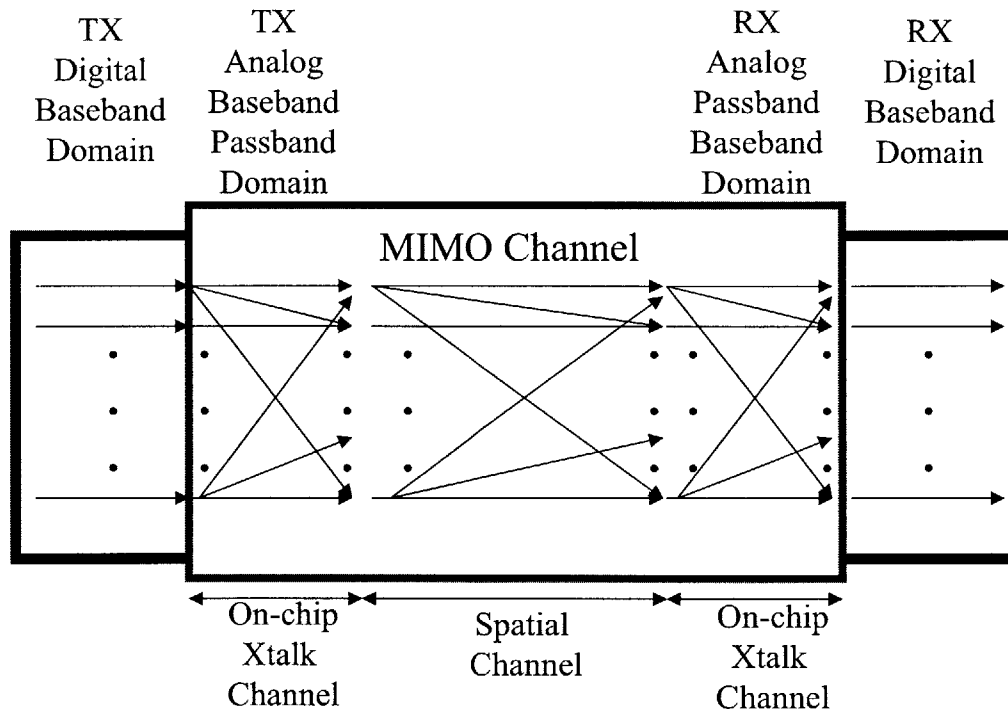 TX
Digital
Baseband
Domain
TX
Analog
Baseband
Passband
Domain
RX
Analog
Passband
Baseband
Domain
RX
Digital
Baseband
Domain
MIMO Channel
On-chip
Xtalk
Channel
Spatial
Channel
On-chip
Xtalk
Channel